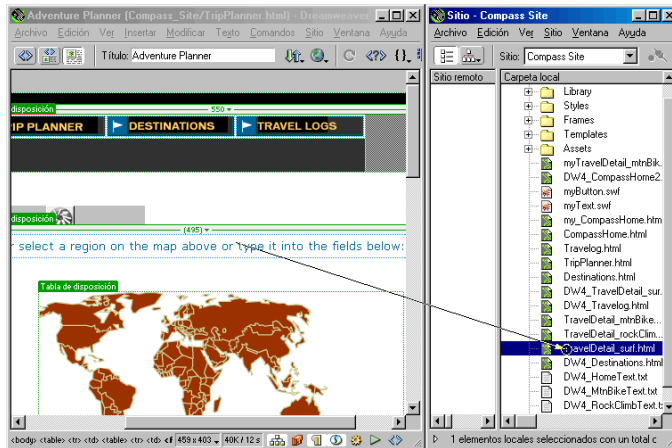 Adventure Planner [Compass_Site/TripPlanner.html] - Dreamweaver
Archivo Edición Ver Insertar Modificar Texto Comandos Sitio Ventana Ayuda
Título: Adventure Planner
disposición
550
IP PLANNER
DESTINATIONS
TRAVEL LOGS
disposición
(495)
r select a region on the map above or type it into the fields below:
Tabla de disposición
<body> <table> <tr> <td> <table> <tr> <td> <f
459 x 403
40K / 12 s
Sitio - Compass Site
Archivo Edición Ver Sitio Ventana Ayuda
Sitio: Compass Site
Sitio remoto
Carpeta local
Library
Styles
Frames
Templates
Assets
myTravelDetail_mtnBik..
DW4_CompassHome2.
myButton.swf
myText.swf
my_CompassHome.htm
CompassHome.html
Travelog.html
TripPlanner.html
Destinations.html
DW4_TravelDetail_sur.
DW4_Travelog.html
TravelDetail_mtnBike...
TravelDetail_rockClim..
TravelDetail_surf.html
DW4_Destinations.html
DW4_HomeText.txt
DW4_MtnBikeText.txt
DW4_RockClimbText.t
1 elementos locales seleccionados con un total c